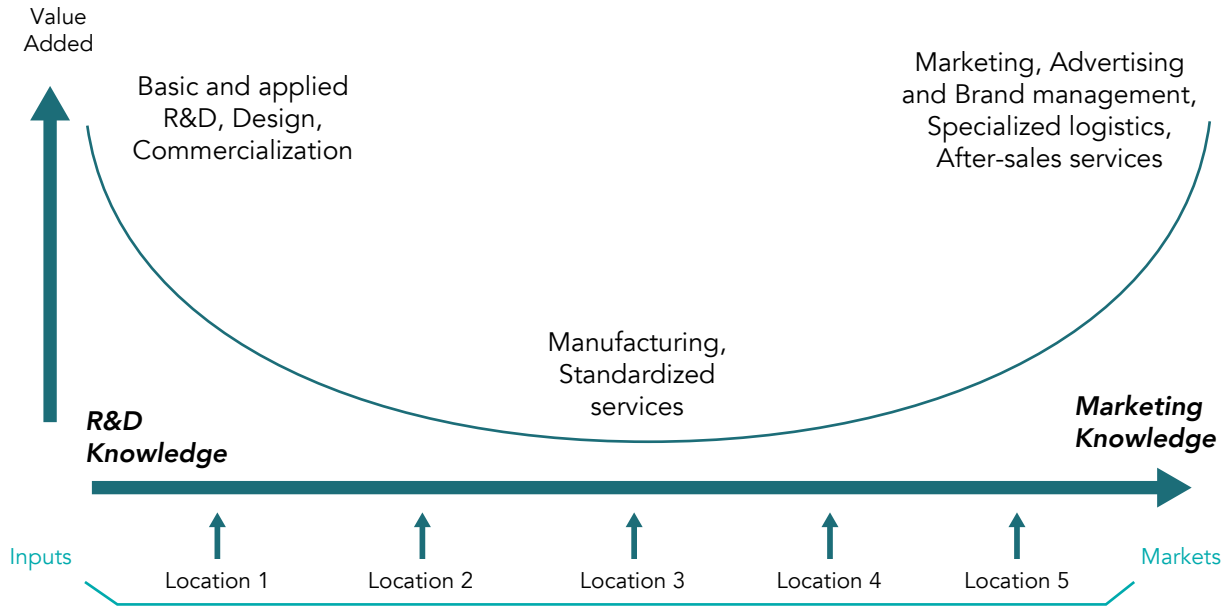 Value
Added
Basic and applied
R&D, Design,
Commercialization
Marketing, Advertising
and Brand management,
Specialized logistics,
After-sales services
Manufacturing,
Standardized
services
R&D
Knowledge
Marketing
Knowledge
Inputs
Location 1
Location 2
Location 3
Location 4
Location 5
Markets